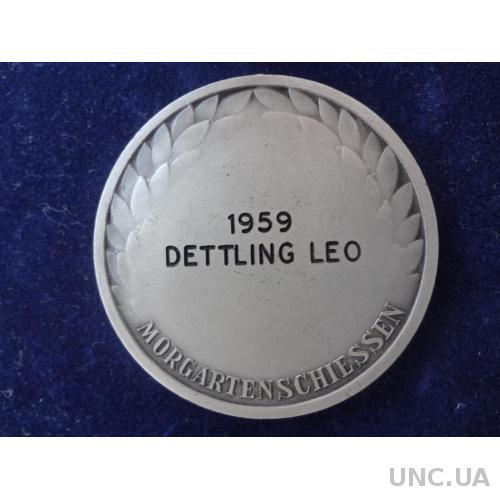 1959
DETTLING LEO
MORGARTENSCHIESSEN
UNC.UA